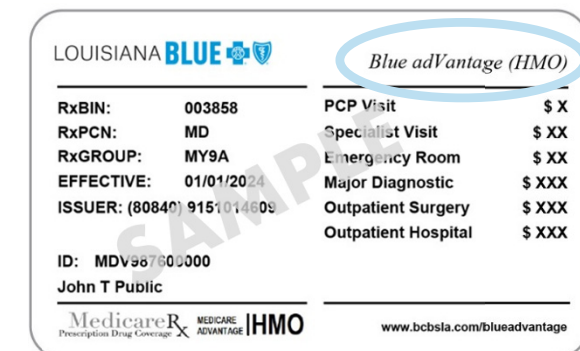 LOUISIANA BLUE
Blue adVantage (HMO)
RxBIN: 003858
RxPCN: MD
RxGROUP: MY9A
EFFECTIVE: 01/01/2024
ISSUER: (80840) 9151014609
ID: MDV987600000
John T Public
PCP Visit $ X
Specialist Visit $ XX
Emergency Room $ XX
Major Diagnostic $ XXX
Outpatient Surgery $ XXX
Outpatient Hospital $ XXX
SAMPLE
MedicareRx
Prescription Drug Coverage
MEDICARE
ADVANTAGE HMO
www.bcbsla.com/blueadvantage